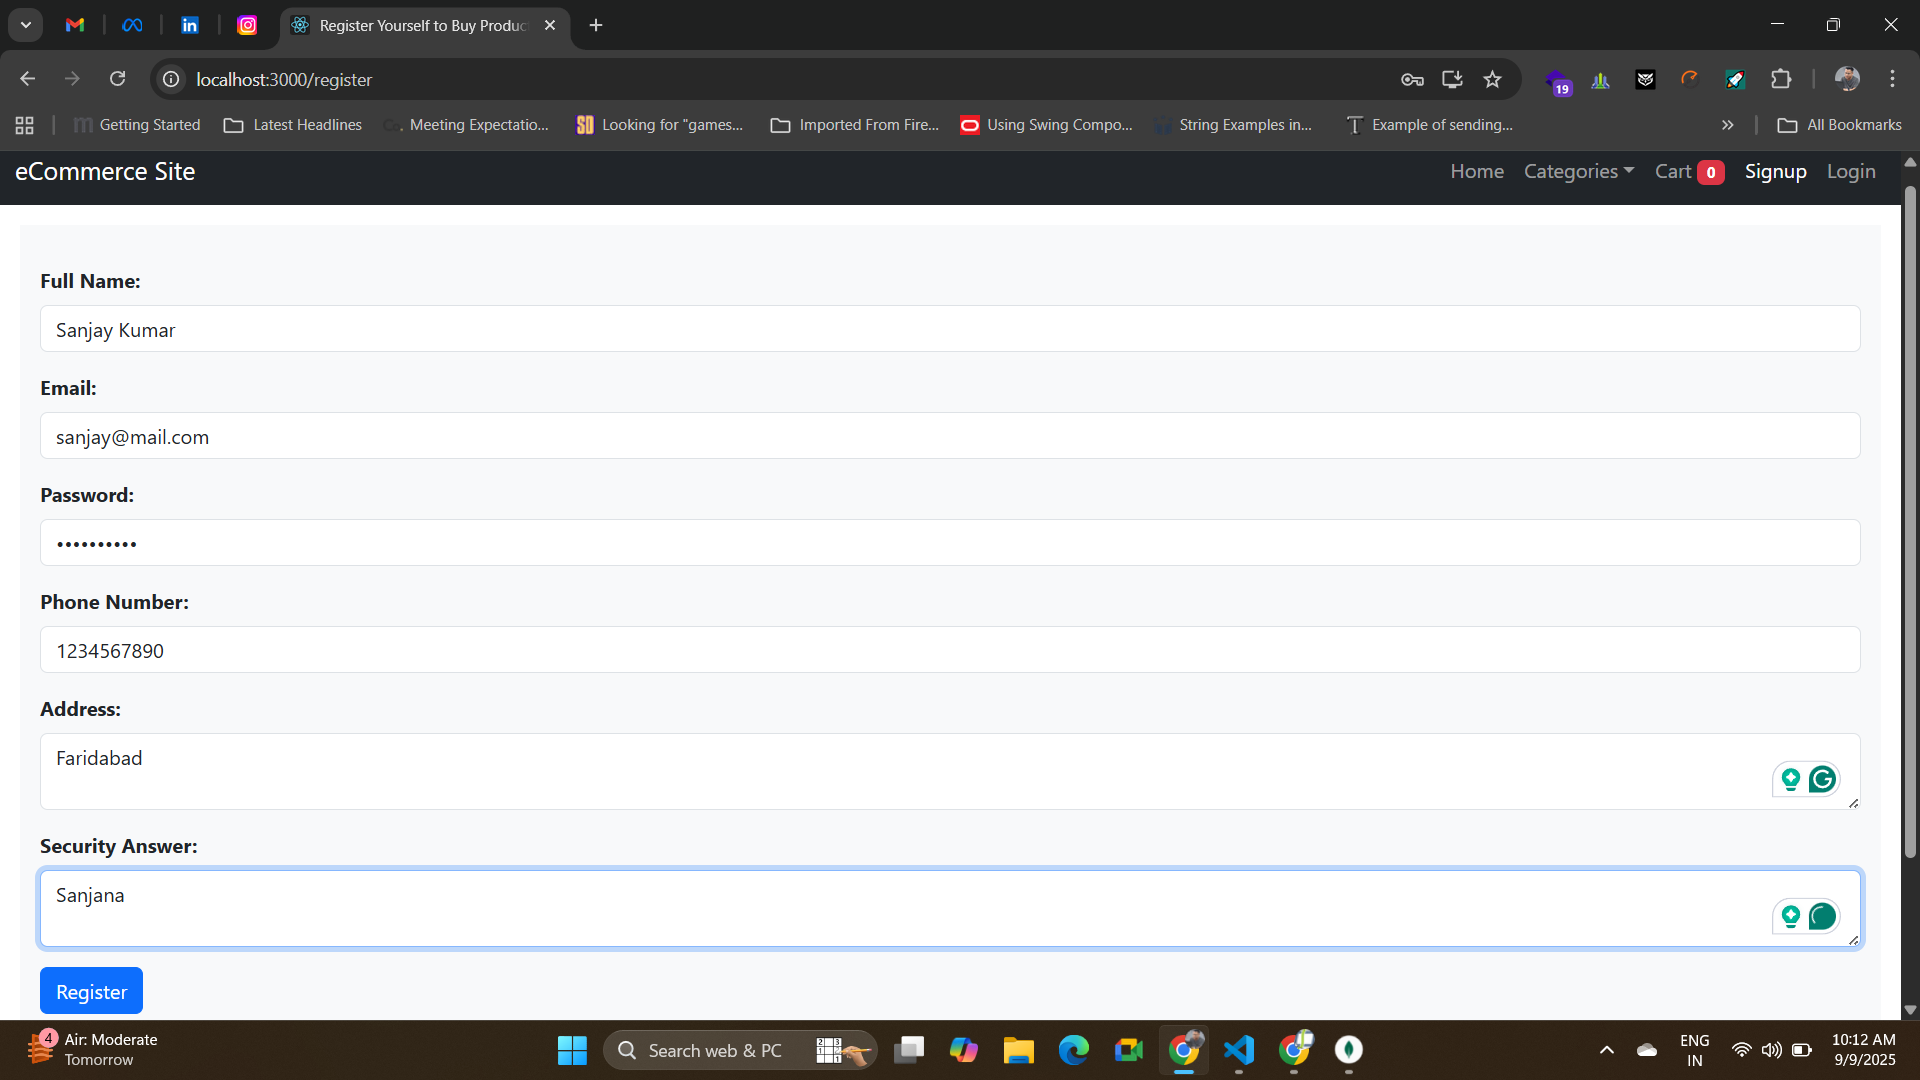 Register Yourself to Buy Produc
localhost:3000/register
19
Getting Started
Latest Headlines
Meeting Expectatio...
Looking for "games...
Imported From Fire...
Using Swing Compo...
String Examples in...
Example of sending...
All Bookmarks
eCommerce Site
Home
Categories
Cart 0
Signup
Login
Full Name:
Sanjay Kumar
Email:
sanjay@mail.com
Password:
••••••••••
Phone Number:
1234567890
Address:
Faridabad
Security Answer:
Sanjana
Register
4
Air: Moderate
Tomorrow
Search web & PC
ENG
IN
10:12 AM
9/9/2025